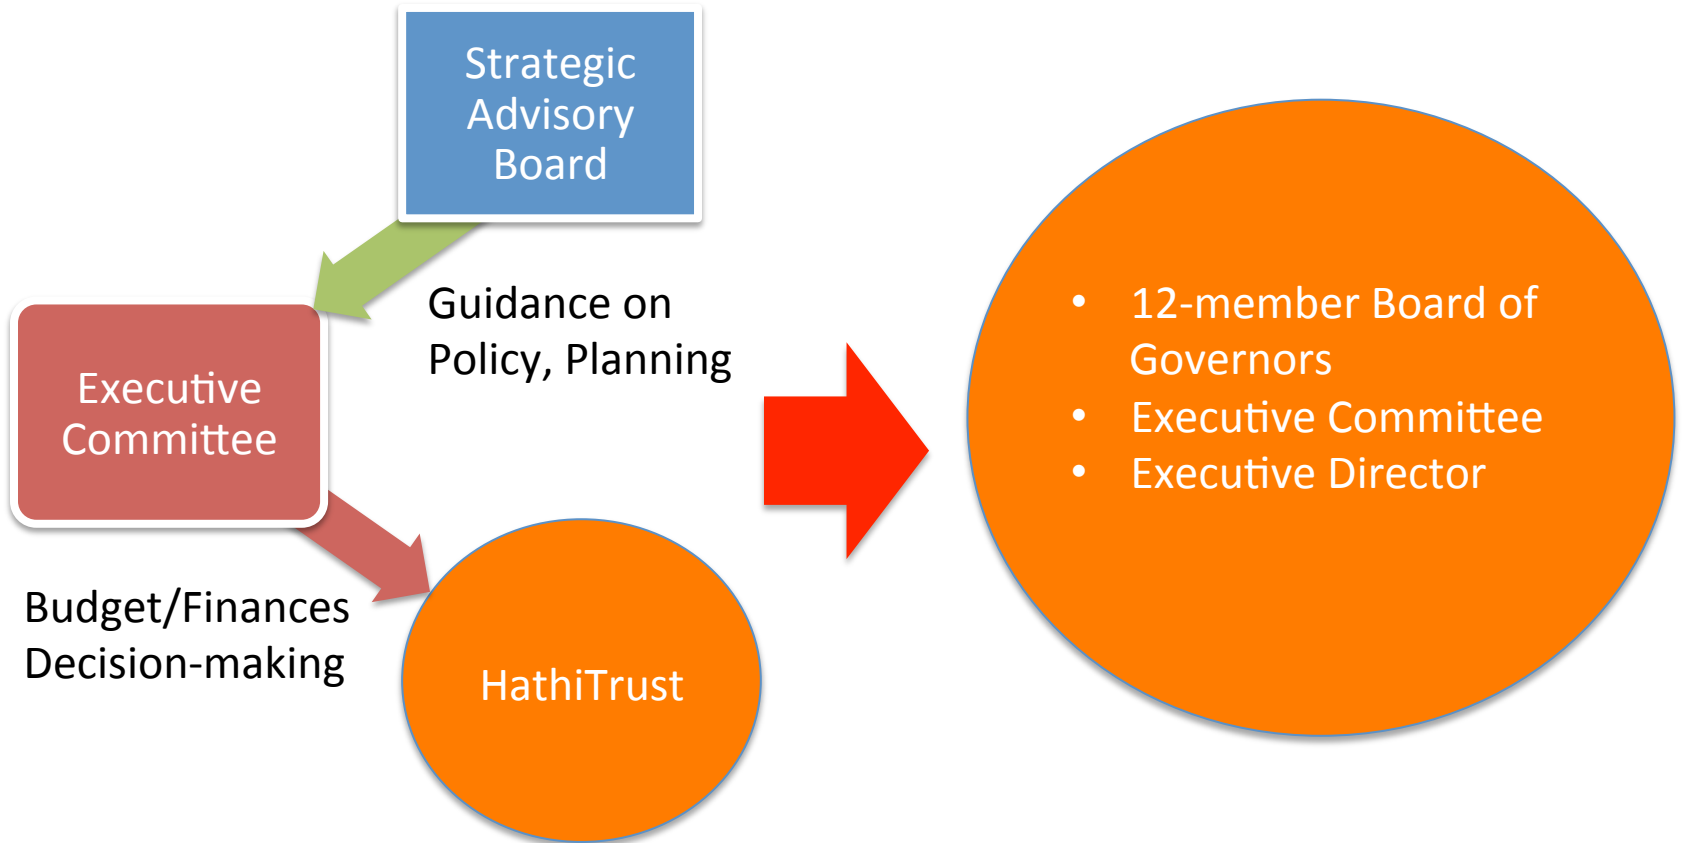 Strategic
Advisory
Board
Guidance on
Policy, Planning
Executive
Committee
Budget/Finances
Decision-making
HathiTrust
• 12-member Board of
Governors
• Executive Committee
• Executive Director